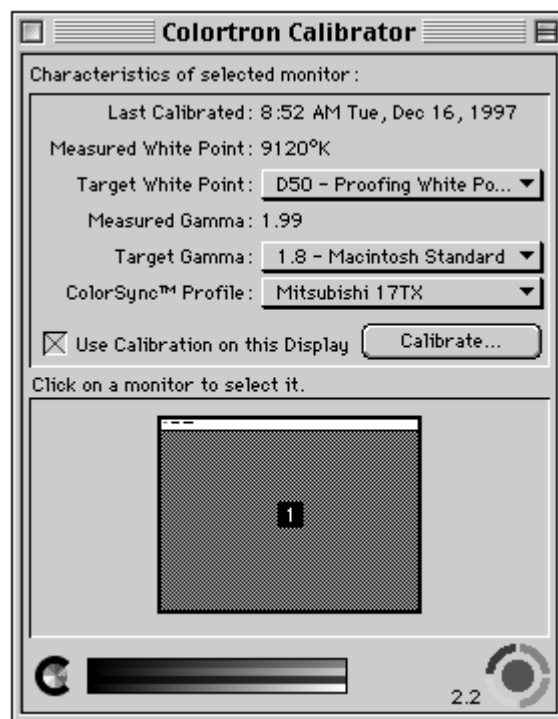 Colortron Calibrator
Characteristics of selected monitor:
Last Calibrated: 8:52 AM Tue, Dec 16, 1997
Measured White Point: 9120°K
Target White Point: D50 - Proofing White Po...
Measured Gamma: 1.99
Target Gamma: 1.8 - Macintosh Standard
ColorSync™ Profile: Mitsubishi 17TX
Use Calibration on this Display Calibrate...
Click on a monitor to select it.
1
2.2